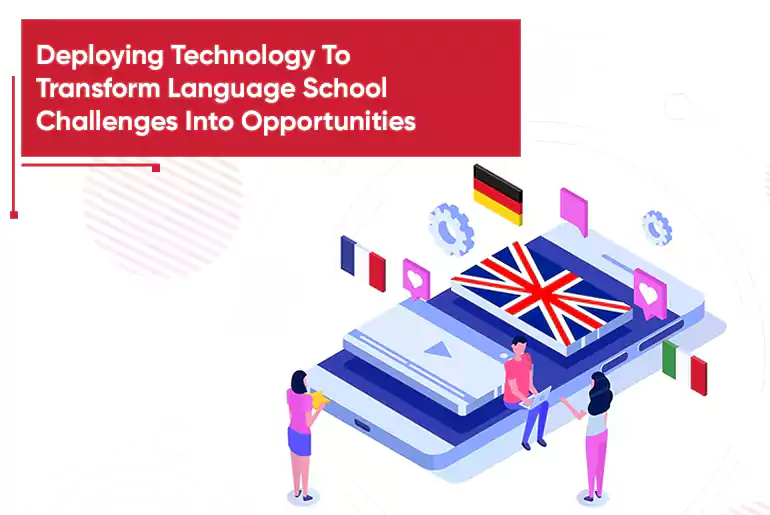 Deploying Technology To
Transform Language School
Challenges Into Opportunities